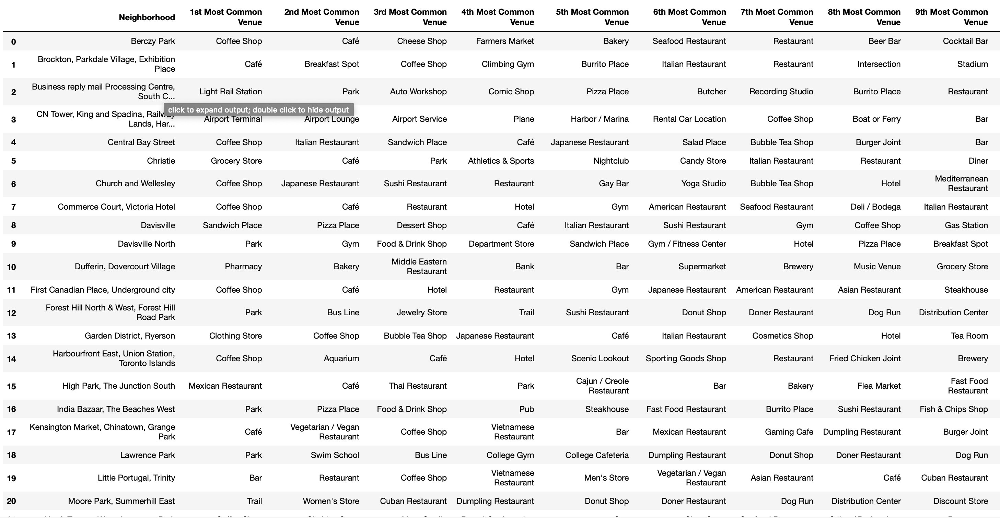 Neighborhood 1st Most Common Venue 2nd Most Common Venue 3rd Most Common Venue 4th Most Common Venue 5th Most Common Venue 6th Most Common Venue 7th Most Common Venue 8th Most Common Venue 9th Most Common Venue
0 Berczy Park Coffee Shop Café Cheese Shop Farmers Market Bakery Seafood Restaurant Restaurant Beer Bar Cocktail Bar
1 Brockton, Parkdale Village, Exhibition Place Café Breakfast Spot Coffee Shop Climbing Gym Burrito Place Italian Restaurant Restaurant Intersection Stadium
2 Business reply mail Processing Centre, South C... Light Rail Station Park Auto Workshop Comic Shop Pizza Place Butcher Recording Studio Burrito Place Restaurant
click to expand output; double click to hide output
3 CN Tower, King and Spadina, Railway Lands, Har... Airport Terminal Airport Lounge Airport Service Plane Harbor / Marina Rental Car Location Coffee Shop Boat or Ferry Bar
4 Central Bay Street Coffee Shop Italian Restaurant Sandwich Place Café Japanese Restaurant Salad Place Bubble Tea Shop Burger Joint Bar
5 Christie Grocery Store Café Park Athletics & Sports Nightclub Candy Store Italian Restaurant Restaurant Diner
6 Church and Wellesley Coffee Shop Japanese Restaurant Sushi Restaurant Restaurant Gay Bar Yoga Studio Bubble Tea Shop Hotel Mediterranean Restaurant
7 Commerce Court, Victoria Hotel Coffee Shop Café Restaurant Hotel Gym American Restaurant Seafood Restaurant Deli / Bodega Italian Restaurant
8 Davisville Sandwich Place Pizza Place Dessert Shop Café Italian Restaurant Sushi Restaurant Gym Coffee Shop Gas Station
9 Davisville North Park Gym Food & Drink Shop Department Store Sandwich Place Gym / Fitness Center Hotel Pizza Place Breakfast Spot
10 Dufferin, Dovercourt Village Pharmacy Bakery Middle Eastern Restaurant Bank Bar Supermarket Brewery Music Venue Grocery Store
11 First Canadian Place, Underground city Coffee Shop Café Hotel Restaurant Gym Japanese Restaurant American Restaurant Asian Restaurant Steakhouse
12 Forest Hill North & West, Forest Hill Road Park Park Bus Line Jewelry Store Trail Sushi Restaurant Donut Shop Doner Restaurant Dog Run Distribution Center
13 Garden District, Ryerson Clothing Store Coffee Shop Bubble Tea Shop Japanese Restaurant Café Italian Restaurant Cosmetics Shop Hotel Tea Room
14 Harbourfront East, Union Station, Toronto Islands Coffee Shop Aquarium Café Hotel Scenic Lookout Sporting Goods Shop Restaurant Fried Chicken Joint Brewery
15 High Park, The Junction South Mexican Restaurant Café Thai Restaurant Park Cajun / Creole Restaurant Bar Bakery Flea Market Fast Food Restaurant
16 India Bazaar, The Beaches West Park Pizza Place Food & Drink Shop Pub Steakhouse Fast Food Restaurant Burrito Place Sushi Restaurant Fish & Chips Shop
17 Kensington Market, Chinatown, Grange Park Café Vegetarian / Vegan Restaurant Coffee Shop Vietnamese Restaurant Bar Mexican Restaurant Gaming Cafe Dumpling Restaurant Burger Joint
18 Lawrence Park Park Swim School Bus Line College Gym College Cafeteria Dumpling Restaurant Donut Shop Doner Restaurant Dog Run
19 Little Portugal, Trinity Bar Restaurant Coffee Shop Vietnamese Restaurant Men's Store Vegetarian / Vegan Restaurant Asian Restaurant Café Cuban Restaurant
20 Moore Park, Summerhill East Trail Women's Store Cuban Restaurant Dumpling Restaurant Donut Shop Doner Restaurant Dog Run Distribution Center Discount Store